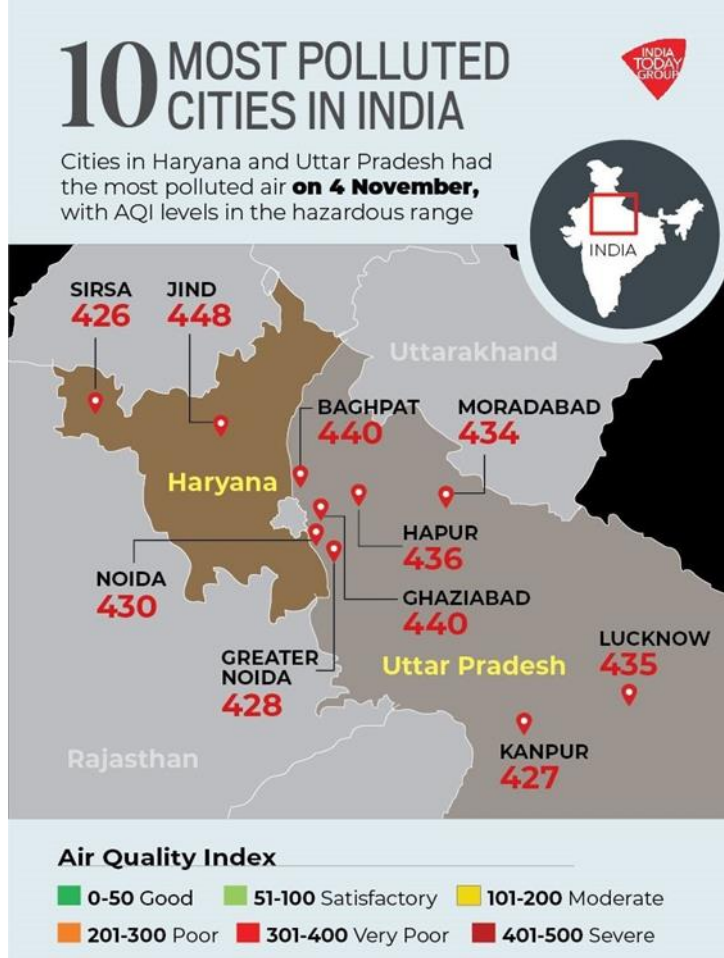 10 MOST POLLUTED
CITIES IN INDIA
INDIA
TODAY
GROUP
Cities in Haryana and Uttar Pradesh had
the most polluted air on 4 November,
with AQI levels in the hazardous range
INDIA
SIRSA
426
JIND
448
Uttarakhand
BAGHPAT
440
MORADABAD
434
Haryana
HAPUR
436
NOIDA
430
GHAZIABAD
440
GREATER
NOIDA
428
Uttar Pradesh
LUCKNOW
435
KANPUR
427
Rajasthan
Air Quality Index
0-50 Good 51-100 Satisfactory 101-200 Moderate
201-300 Poor 301-400 Very Poor 401-500 Severe